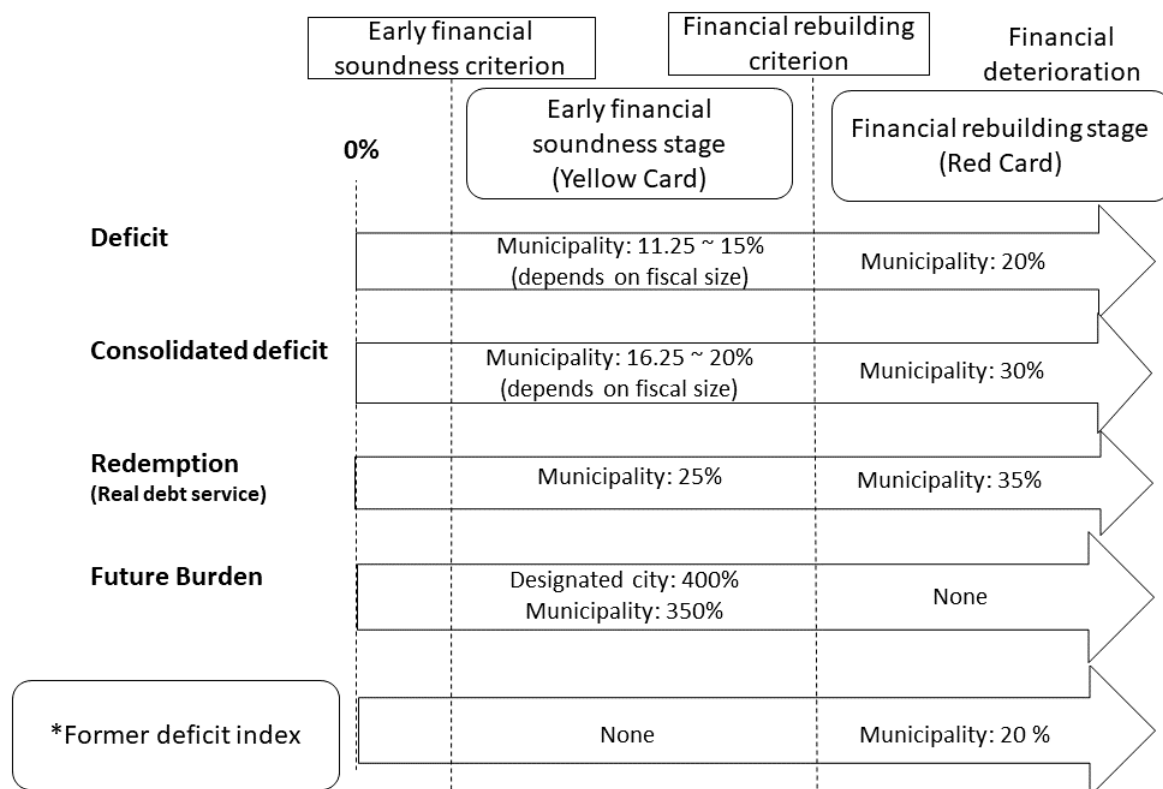 Early financial
soundness criterion
Financial rebuilding
criterion
Financial
deterioration
Early financial
soundness stage
(Yellow Card)
Financial rebuilding stage
(Red Card)
0%
Deficit
Municipality: 11.25 ~ 15%
(depends on fiscal size)
Municipality: 20%
Consolidated deficit
Municipality: 16.25 ~ 20%
(depends on fiscal size)
Municipality: 30%
Redemption
(Real debt service)
Municipality: 25%
Municipality: 35%
Future Burden
Designated city: 400%
Municipality: 350%
None
*Former deficit index
None
Municipality: 20 %